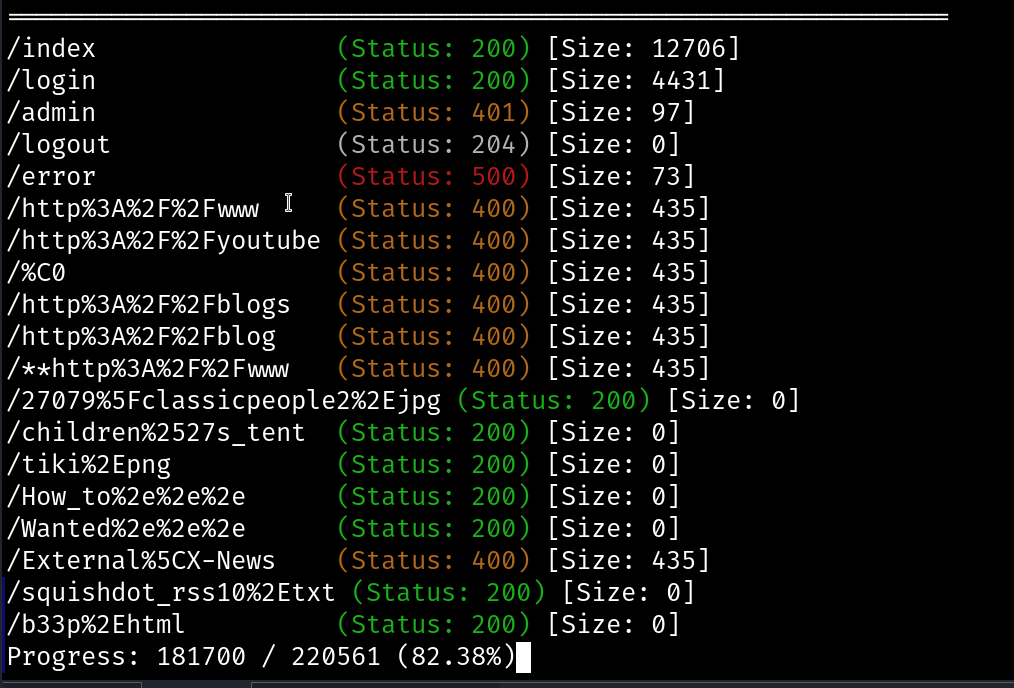 /index (Status: 200) [Size: 12706]
/login (Status: 200) [Size: 4431]
/admin (Status: 401) [Size: 97]
/logout (Status: 204) [Size: 0]
/error (Status: 500) [Size: 73]
/http%3A%2F%2Fwww (Status: 400) [Size: 435]
/http%3A%2F%2Fyoutube (Status: 400) [Size: 435]
/%C0 (Status: 400) [Size: 435]
/http%3A%2F%2Fblogs (Status: 400) [Size: 435]
/http%3A%2F%2Fblog (Status: 400) [Size: 435]
/**http%3A%2F%2Fwww (Status: 400) [Size: 435]
/27079%5Fclassicpeople2%2Ejpg (Status: 200) [Size: 0]
/children%2527s_tent (Status: 200) [Size: 0]
/tiki%2Epng (Status: 200) [Size: 0]
/How_to%2e%2e%2e (Status: 200) [Size: 0]
/Wanted%2e%2e%2e (Status: 200) [Size: 0]
/External%5CX-News (Status: 400) [Size: 435]
/squishdot_rss10%2Etxt (Status: 200) [Size: 0]
/b33p%2Ehtml (Status: 200) [Size: 0]
Progress: 181700 / 220561 (82.38%)